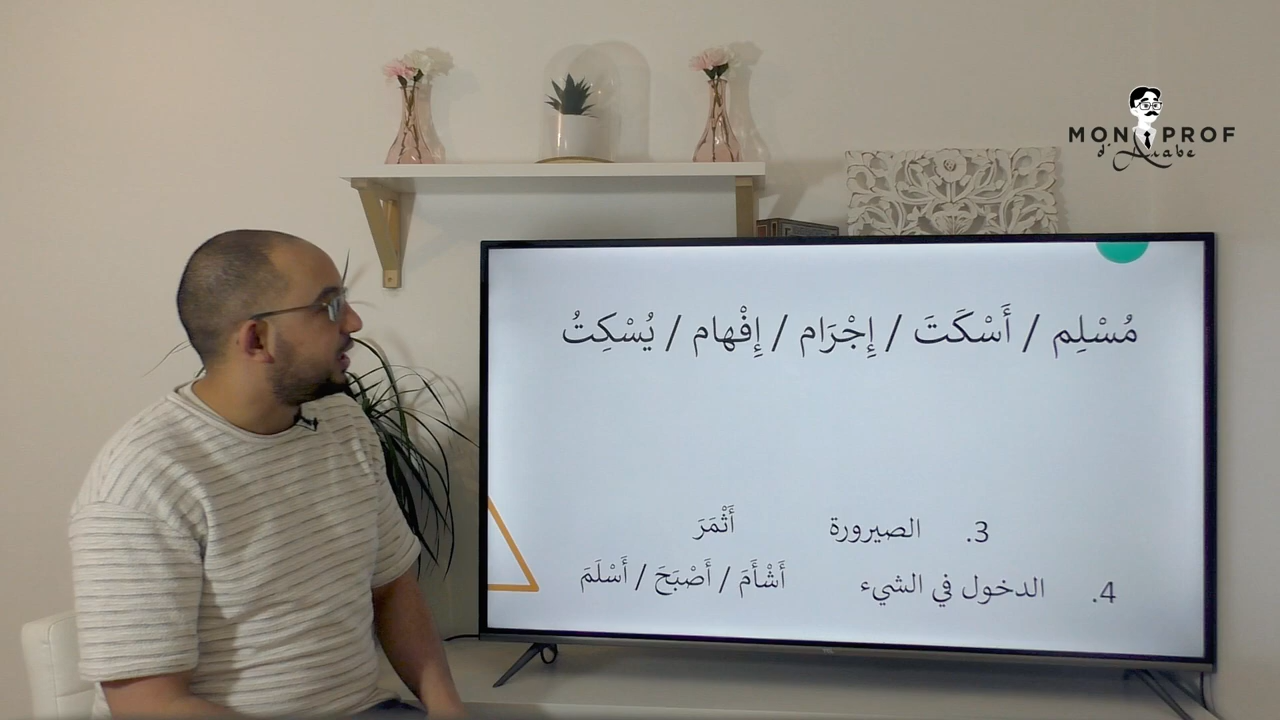 MON PROF
d'Arabe
مُسْلِم / أَسْكَتَ / إِجْرَام / إِفْهام / يُسْكِتُ
3. الصيرورة أَثْمَرَ
4. الدخول في الشيء أَشْأَمَ / أَصْبَحَ / أَسْلَمَ